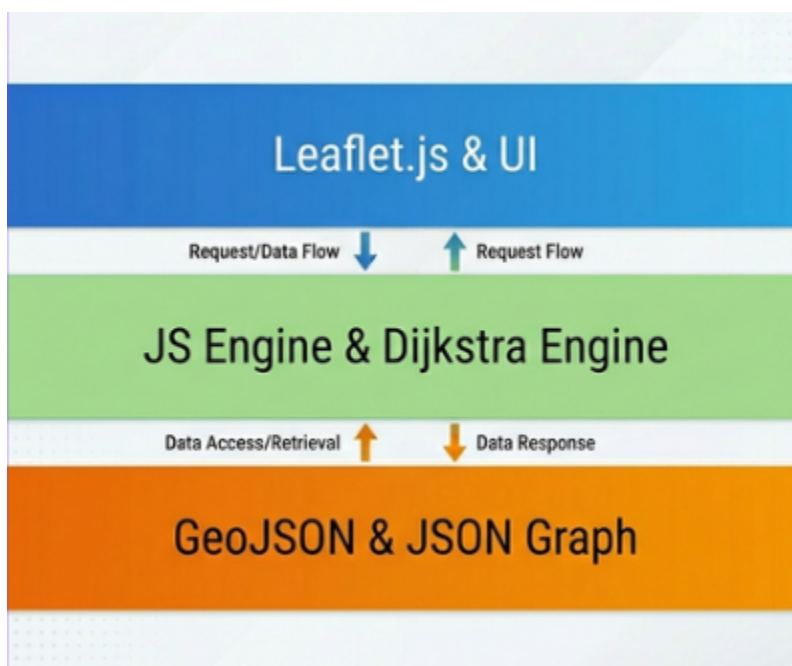 Leaflet.js & UI
Request/Data Flow
Request Flow
JS Engine & Dijkstra Engine
Data Access/Retrieval
Data Response
GeoJSON & JSON Graph